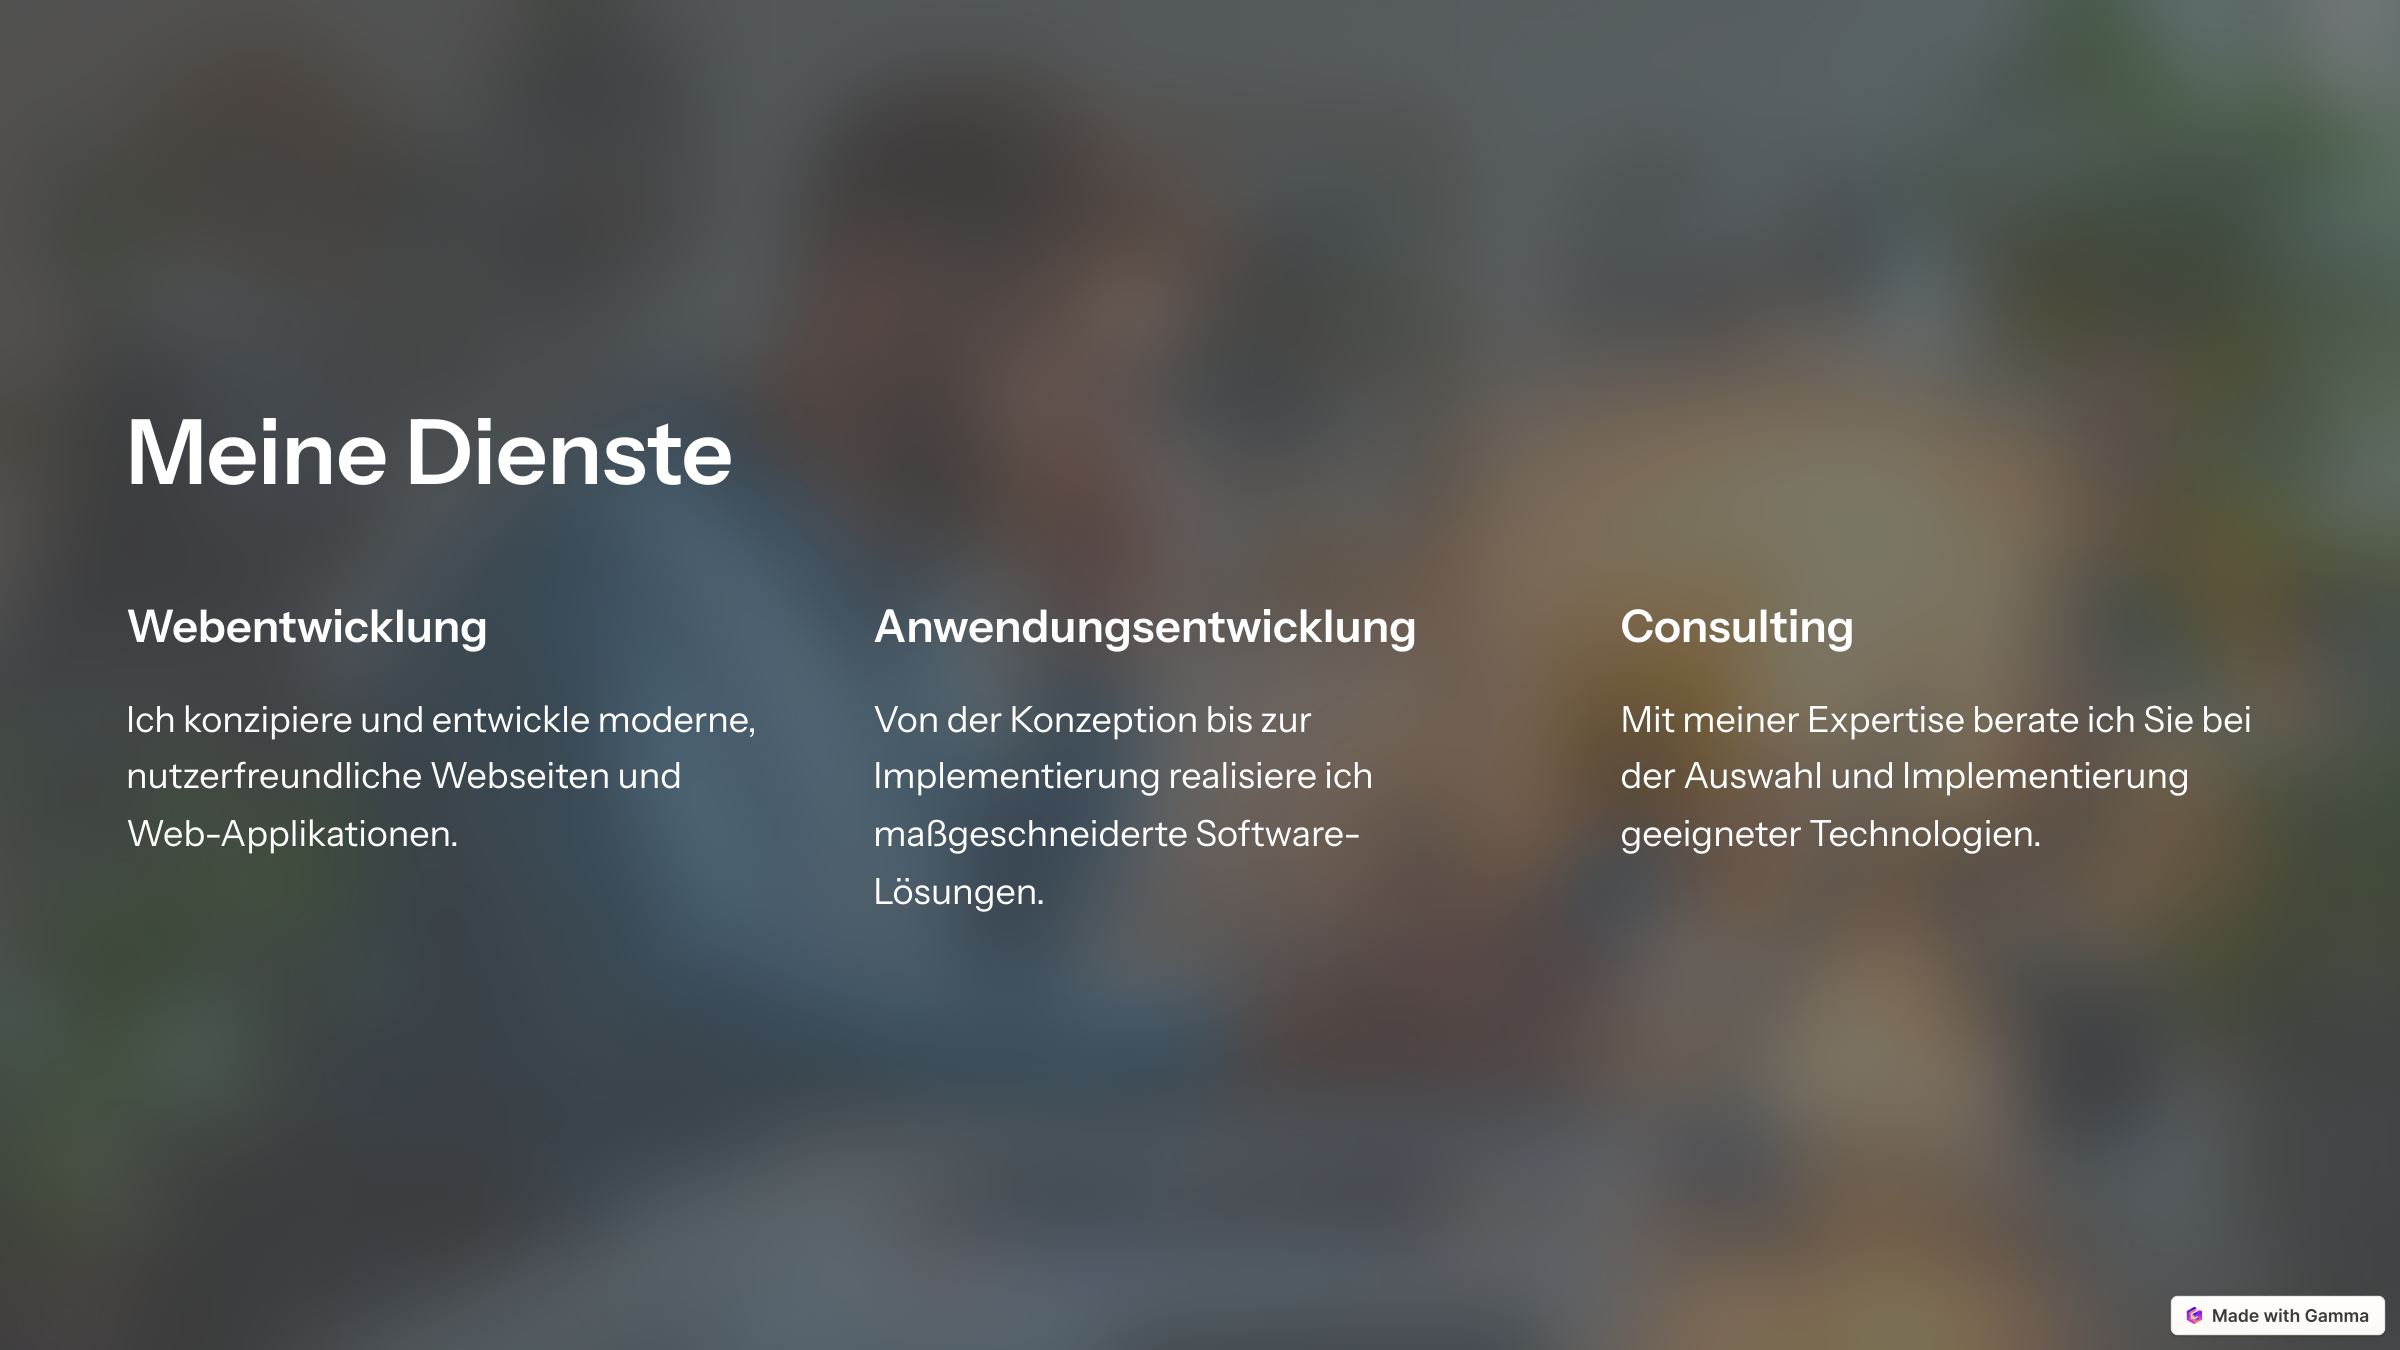 Meine Dienste
Webentwicklung
Ich konzipiere und entwickle moderne,
nutzerfreundliche Webseiten und
Web-Applikationen.
Anwendungsentwicklung
Von der Konzeption bis zur
Implementierung realisiere ich
maßgeschneiderte Software-
Lösungen.
Consulting
Mit meiner Expertise berate ich Sie bei
der Auswahl und Implementierung
geeigneter Technologien.
Made with Gamma